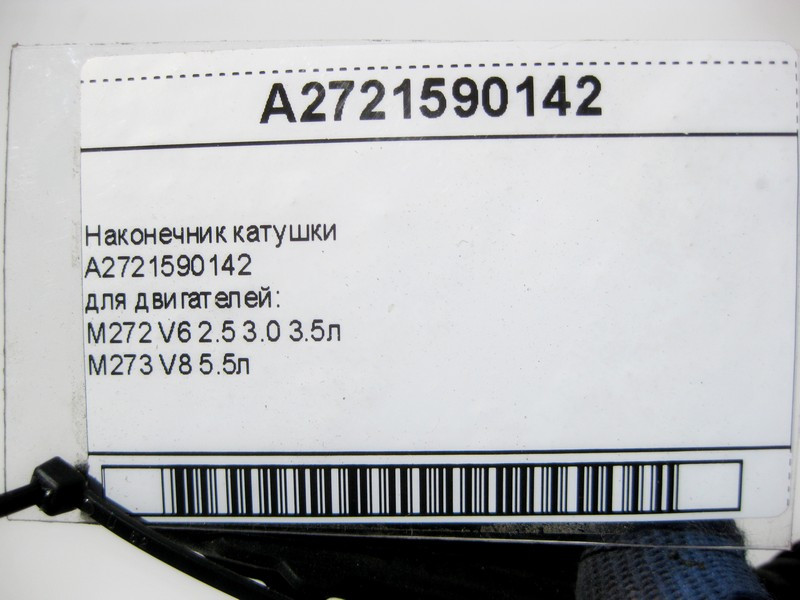 A2721590142
Наконечник катушки
A2721590142
для двигателей:
M272 V6 2.5 3.0 3.5л
M273 V8 5.5л